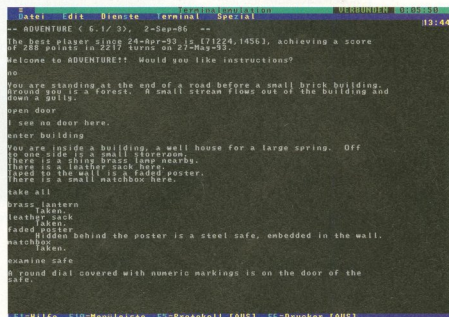 Terminalemulation VERBUNDEN 0:05:50
Datei Edit Dienste Terminal Spezial
13:44
-- ADVENTURE ( 6.1/ 3), 2-Sep-86 --
The best player since 24-Apr-93 is [71224,1456], achieving a score
of 288 points in 2217 turns on 27-May-93.
Welcome to ADVENTURE!! Would you like instructions?
no
You are standing at the end of a road before a small brick building.
Around you is a forest. A small stream flows out of the building and
down a gully.
open door
I see no door here.
enter building
You are inside a building, a well house for a large spring. Off
to one side is a small storeroom.
There is a shiny brass lamp nearby.
There is a leather sack here.
Taped to the wall is a faded poster.
There is a small matchbox here.
take all
brass lantern
Taken.
leather sack
Taken.
faded poster
Hidden behind the poster is a steel safe, embedded in the wall.
matchbox
Taken.
examine safe
A round dial covered with numeric markings is on the door of the
safe.
F1=Hilfe F10=Menüleiste F5=Protokoll [AUS] F6=Drucker [AUS]